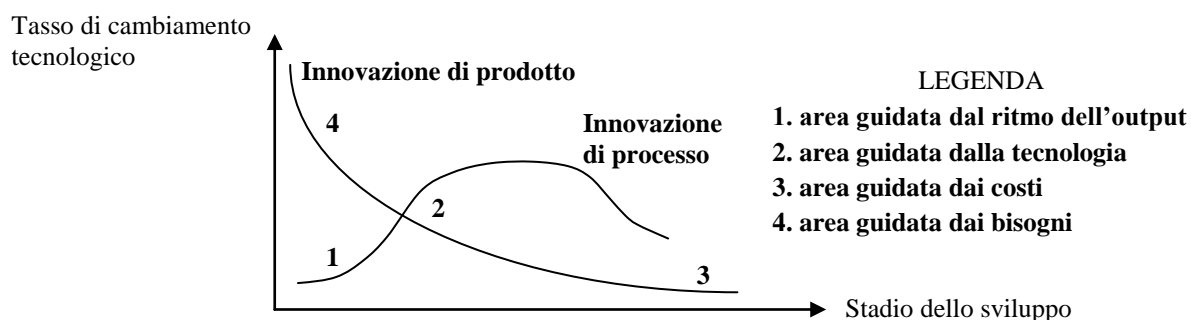 Tasso di cambiamento
tecnologico
Innovazione di prodotto
4
Innovazione
di processo
2
1
3
Stadio dello sviluppo
LEGENDA
1. area guidata dal ritmo dell’output
2. area guidata dalla tecnologia
3. area guidata dai costi
4. area guidata dai bisogni